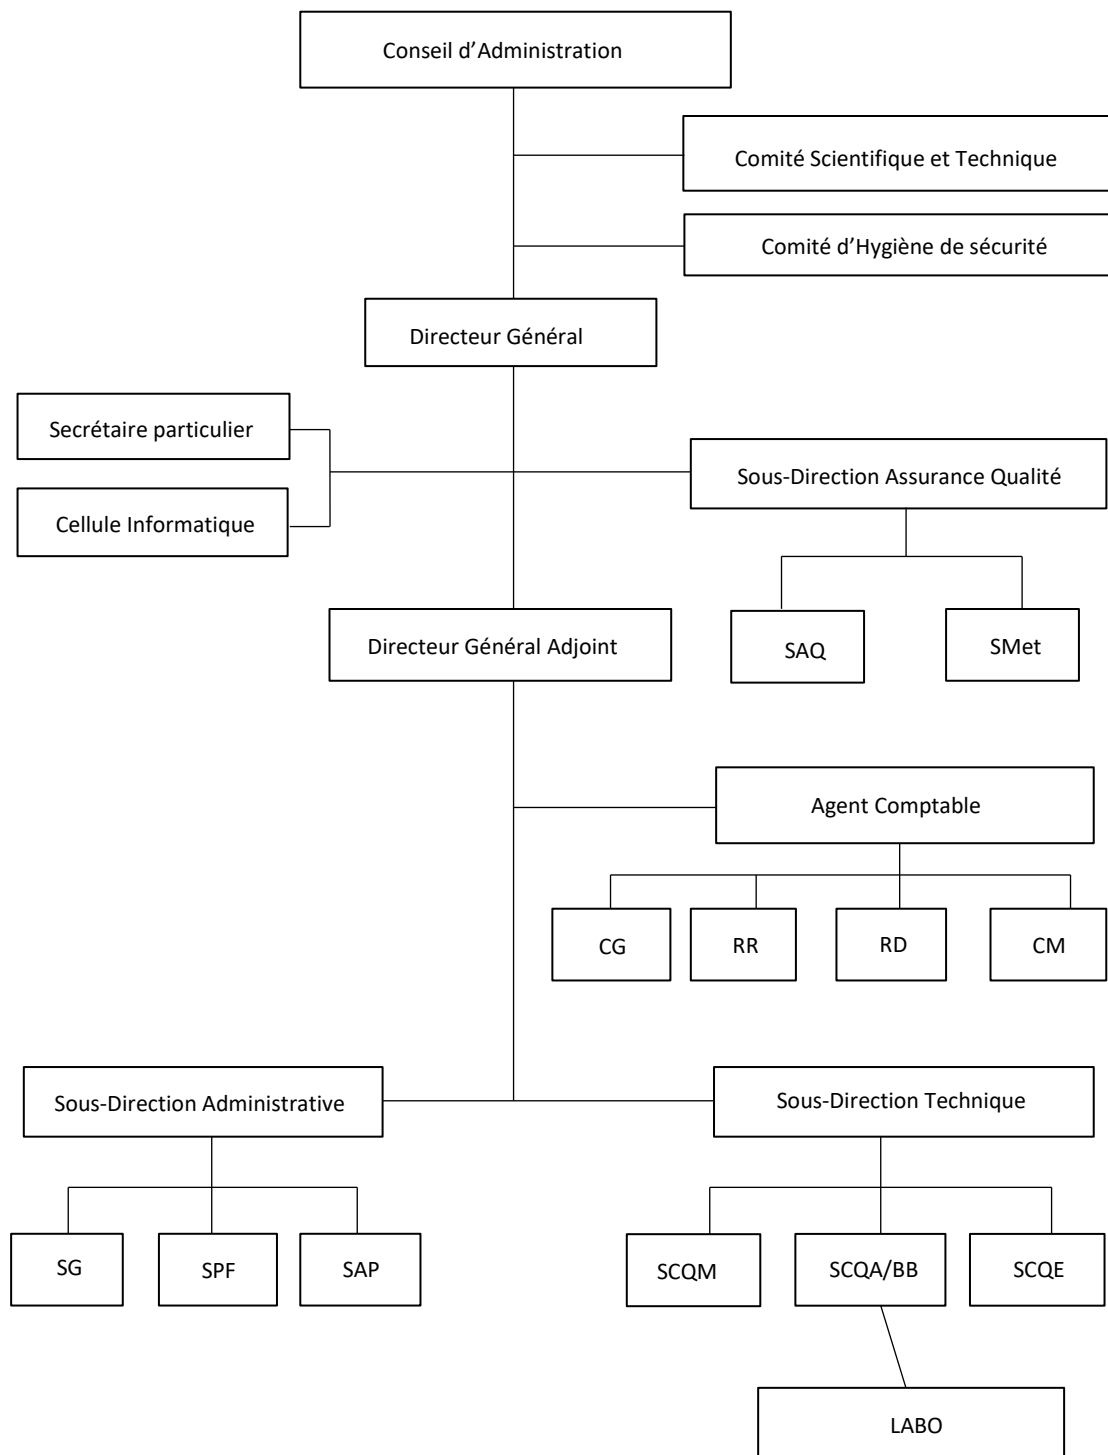 Conseil d’Administration
Comité Scientifique et Technique
Comité d’Hygiène de sécurité
Directeur Général
Secrétaire particulier
Sous-Direction Assurance Qualité
Cellule Informatique
Directeur Général Adjoint
SAQ
SMet
Agent Comptable
CG
RR
RD
CM
Sous-Direction Administrative
Sous-Direction Technique
SG
SPF
SAP
SCQM
SCQA/BB
SCQE
LABO